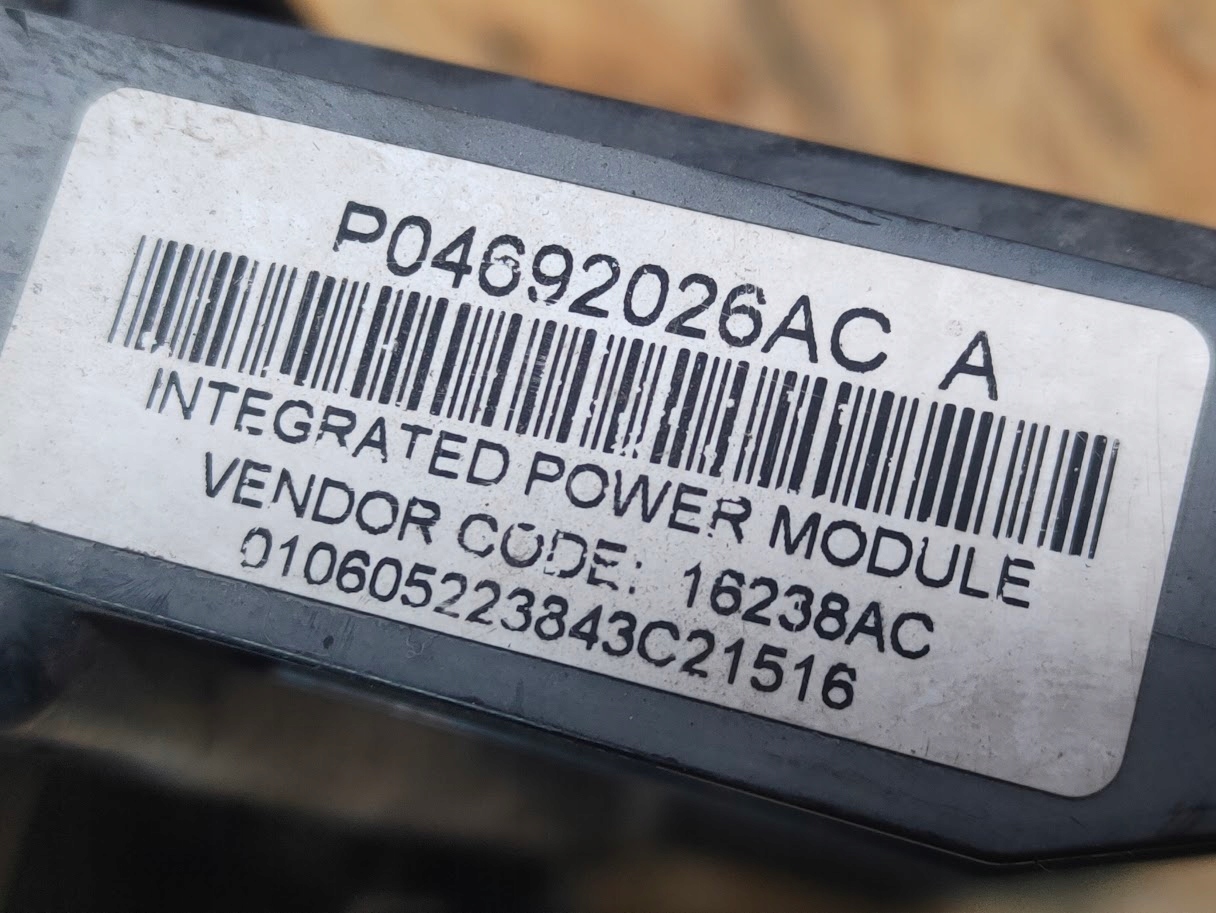 P04692026AC A
INTEGRATED POWER MODULE
VENDOR CODE: 16238AC
010605223843C21516